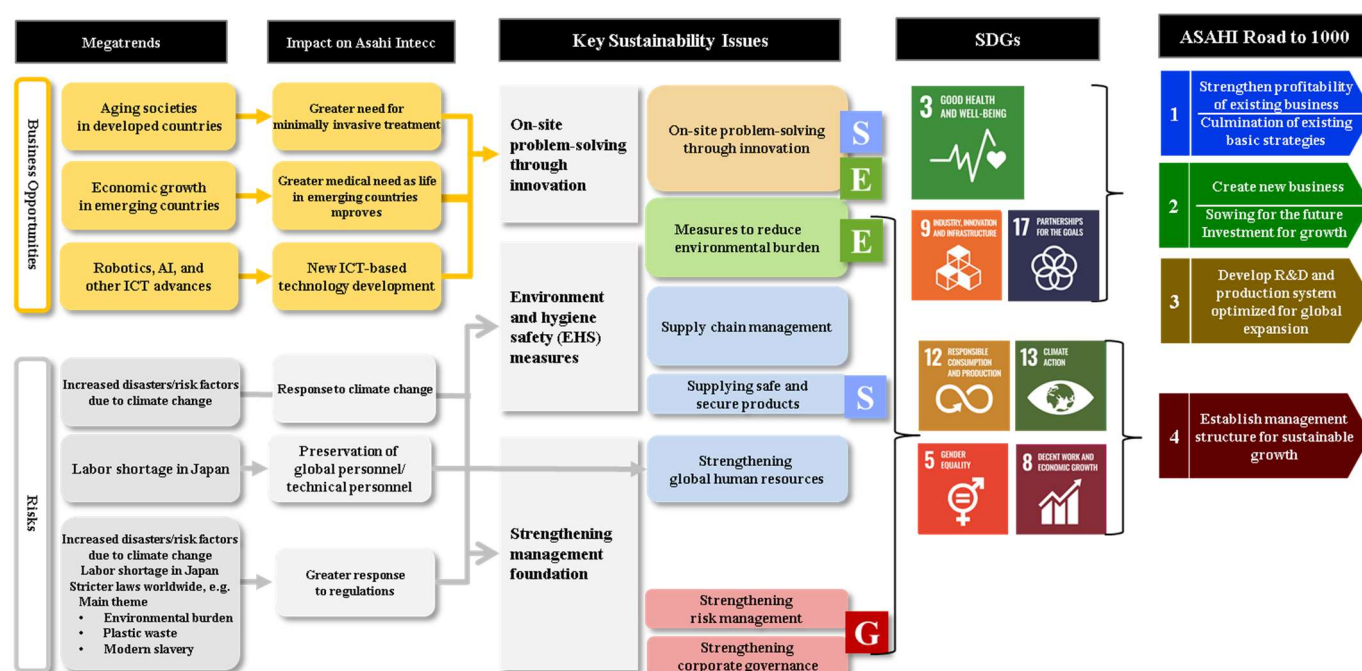 Megatrends
Impact on Asahi Intecc
Key Sustainability Issues
SDGs
ASAHI Road to 1000
Business Opportunities
Aging societies
in developed countries
Greater need for
minimally invasive treatment
Economic growth
in emerging countries
Greater medical need as life
in emerging countries
mproves
Robotics, AI, and
other ICT advances
New ICT-based
technology development
Risks
Increased disasters/risk factors
due to climate change
Responseto climate change
Labor shortage in Japan
Preservation of
global personnel/
technical personnel
Increased disasters/risk factors
due to climate change
Labor shortage in Japan
Stricter laws worldwide, e.g.
Main theme
• Environmental burden
• Plastic waste
• Modern slavery
Greater response
to regulations
On-site
problem-solving
through
innovation
Environment
and hygiene
safety (EHS)
measures
Strengthening
management
foundation
On-site problem-solving
through innovation
S
E
Measures to reduce
environmental burden
E
Supply chain management
Supplying safe and
secure products
S
Strengthening
global human resources
Strengthening
risk management
G
Strengthening
corporate governance
3 GOOD HEALTH
AND WELL-BEING
9 INDUSTRY, INNOVATION
AND INFRASTRUCTURE
17 PARTNERSHIPS
FOR THE GOALS
12 RESPONSIBLE
CONSUMPTION
AND PRODUCTION
13 CLIMATE
ACTION
5 GENDER
EQUALITY
8 DECENT WORK AND
ECONOMIC GROWTH
1
Strengthen profitability
of existing business
Culmination of existing
basic strategies
2
Create new business
Sowing for the future
Investment for growth
3
Develop R&D and
production system
optimized for global
expansion
4
Establish management
structure for sustainable
growth